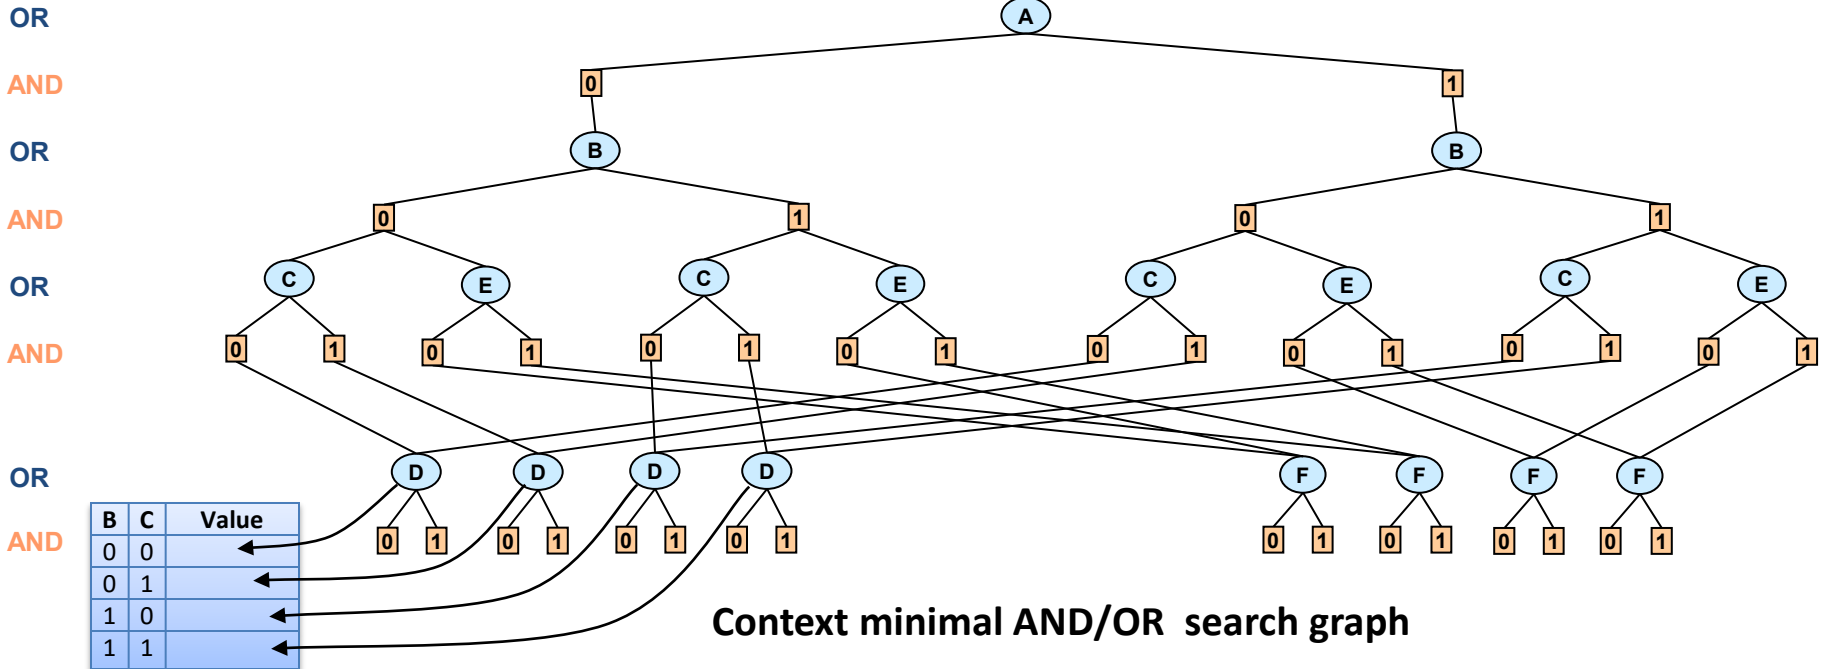 OR A
AND 0 1
OR B B
AND 0 1 0 1
OR C E C E C E C E
AND 0 1 0 1 0 1 0 1 0 1 0 1 0 1 0 1
OR D D D D F F F F
AND 0 1 0 1 0 1 0 1 0 1 0 1 0 1 0 1
B C Value
0 0
0 1
1 0
1 1
Context minimal AND/OR search graph